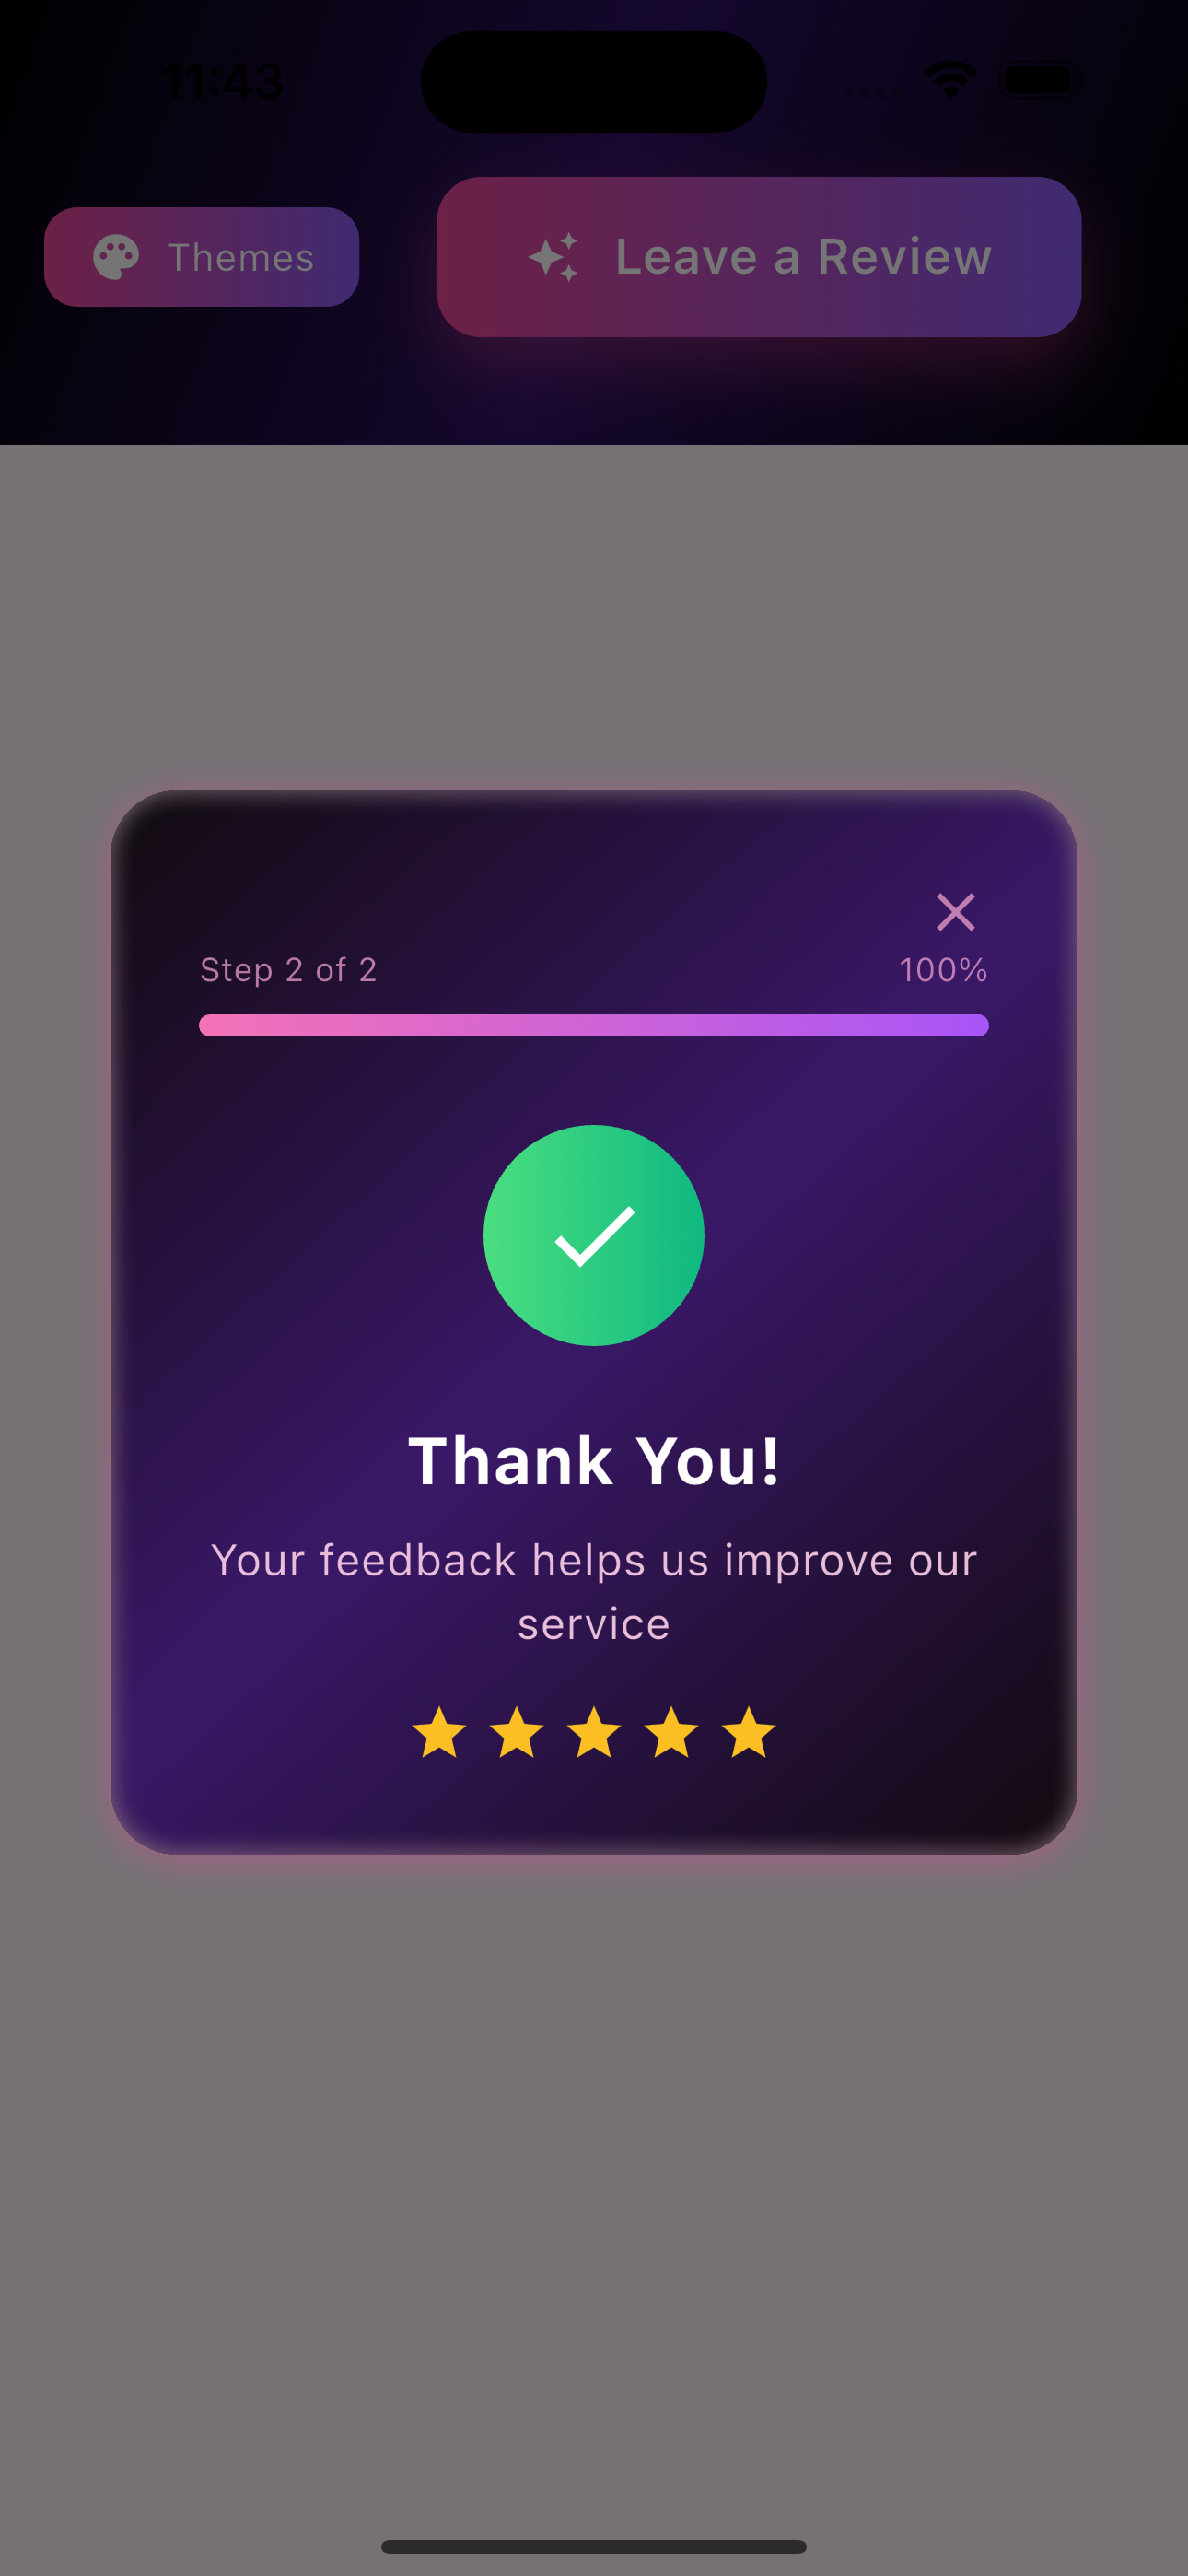 11:43
Themes
Leave a Review
Step 2 of 2
100%
Thank You!
Your feedback helps us improve our
service